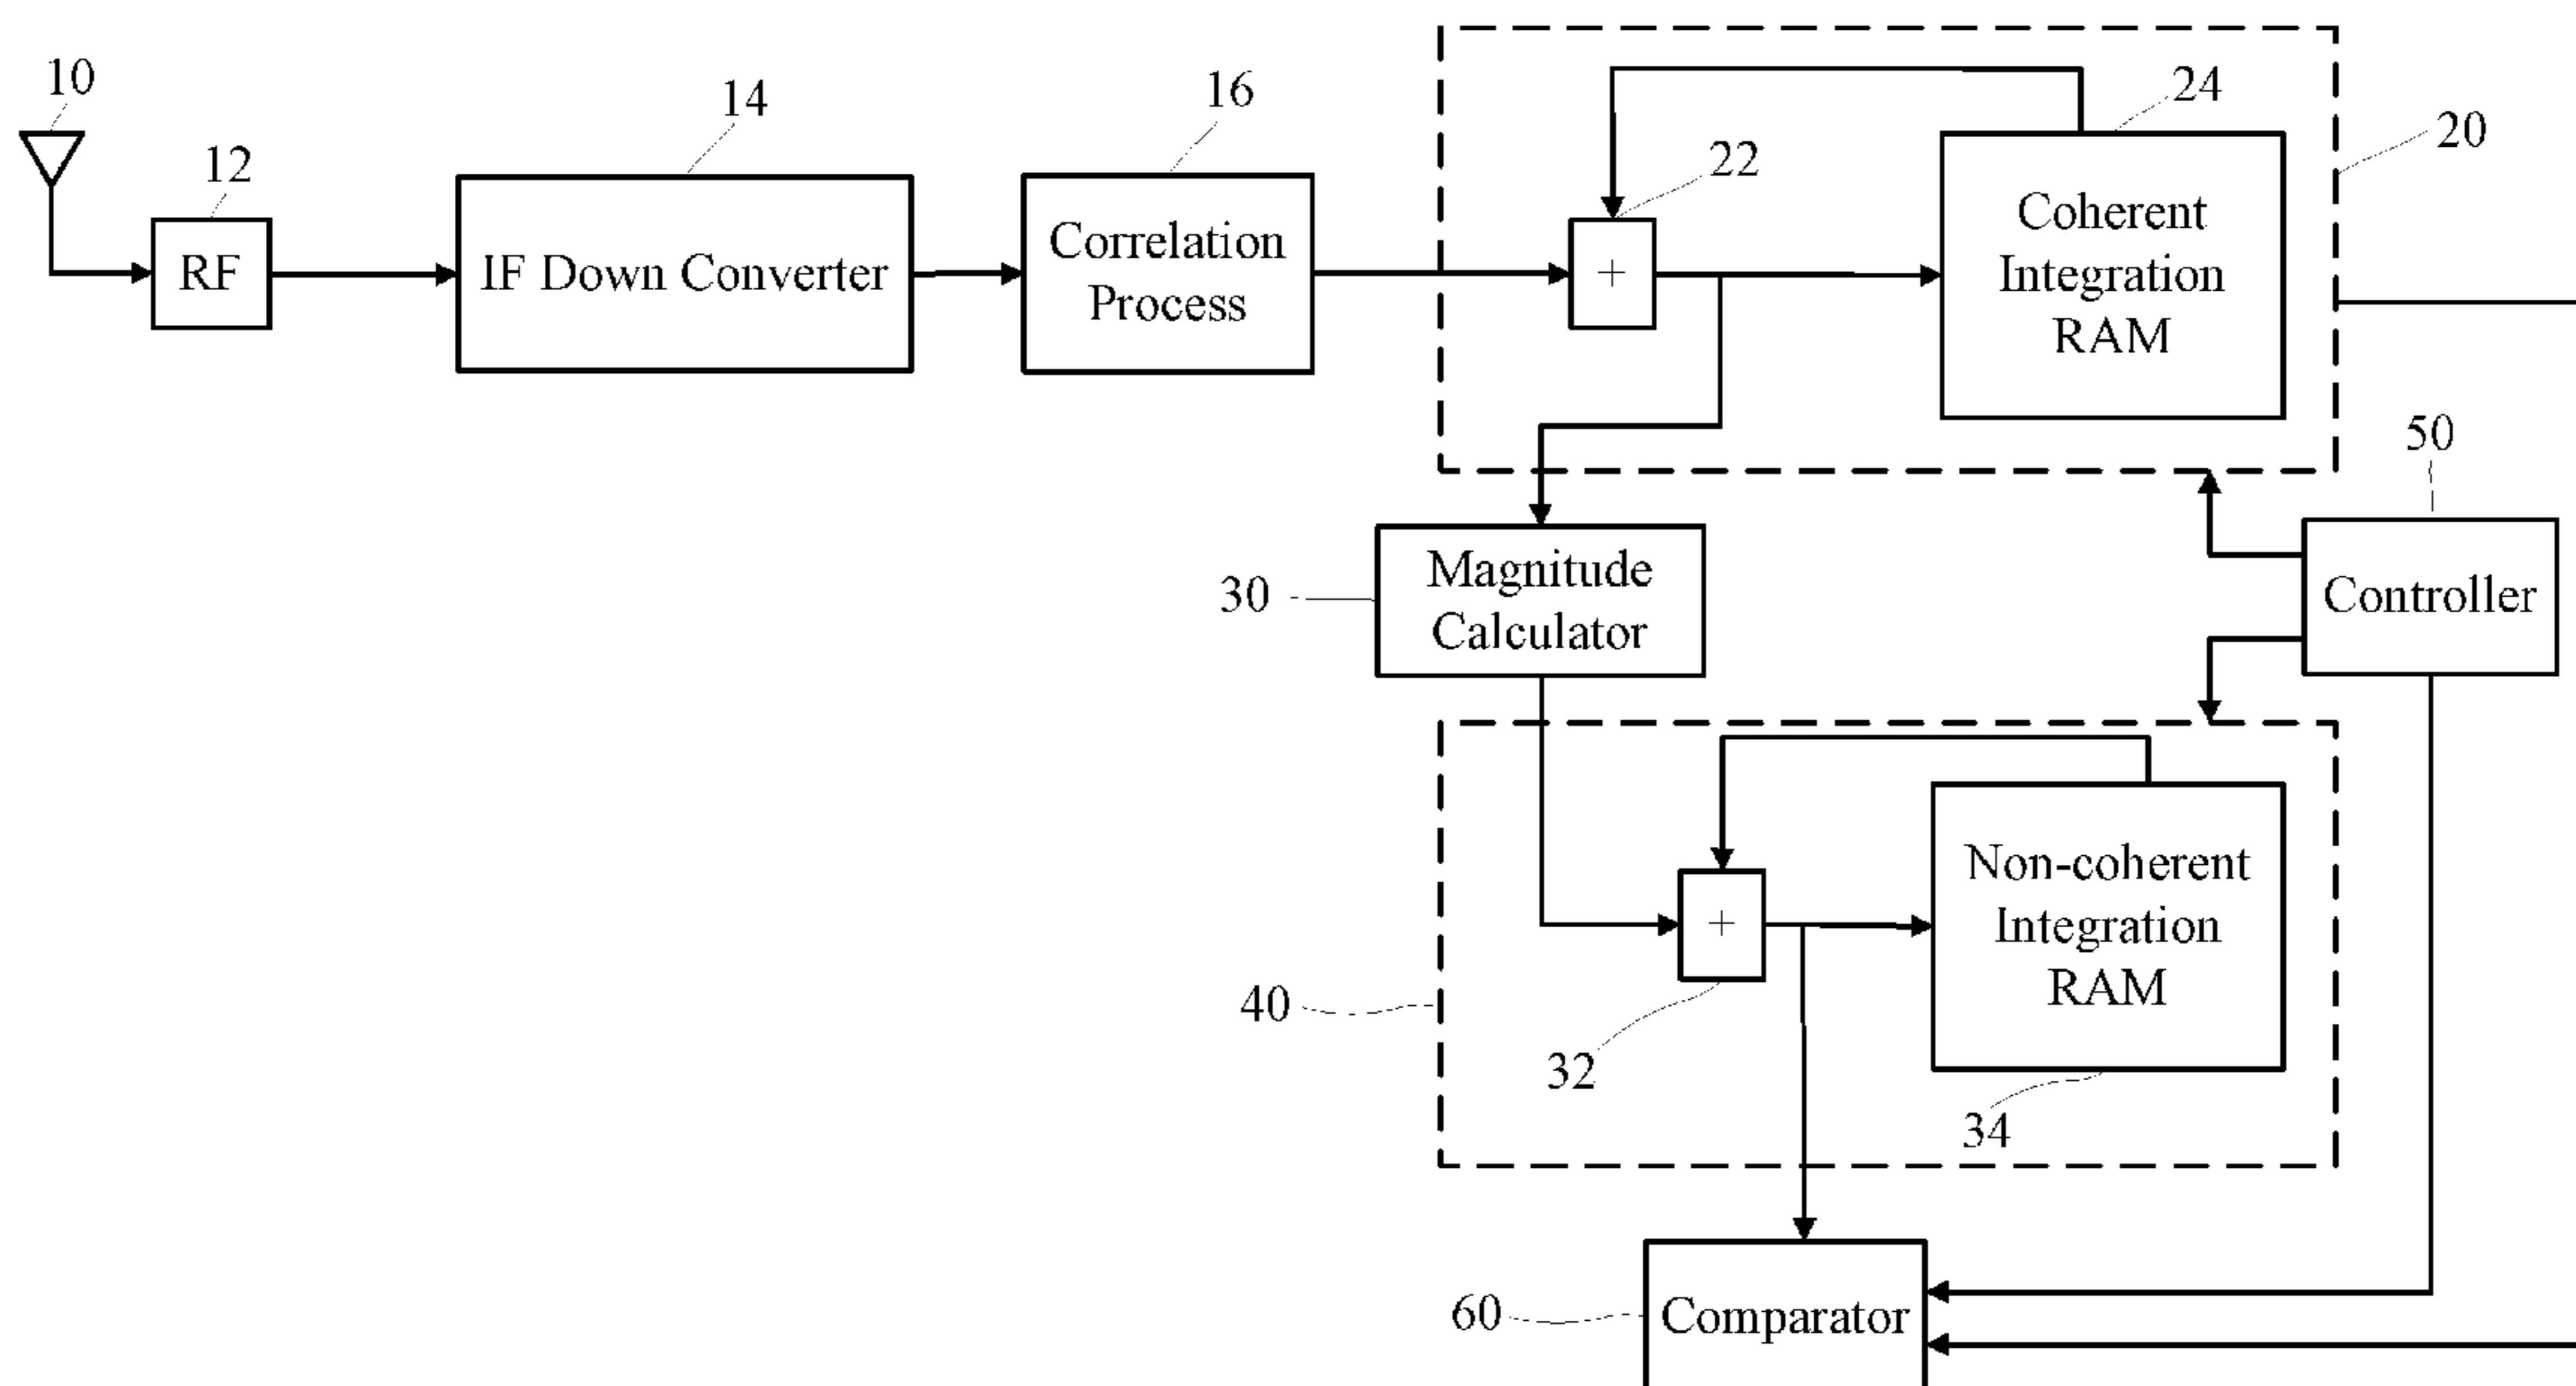 10
12
RF
14
IF Down Converter
16
Correlation
Process
22
+
24
Coherent
Integration
RAM
20
30
Magnitude
Calculator
50
Controller
40
+
32
Non-coherent
Integration
RAM
34
60
Comparator